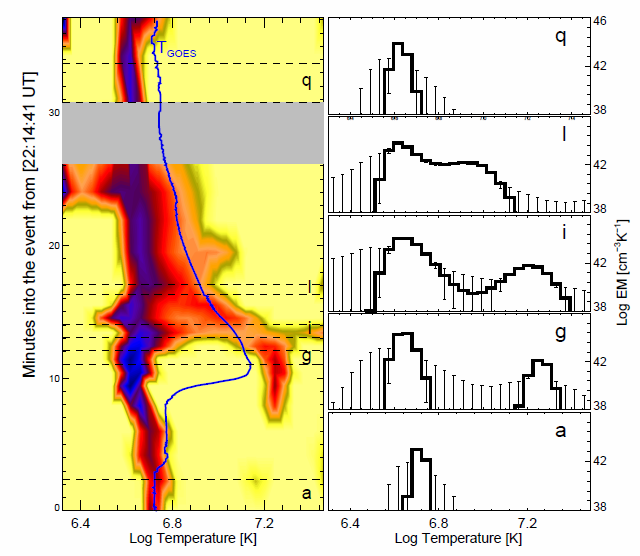 T_GOES
q
l
i
g
a
Minutes into the event from [22:14:41 UT]
30
20
10
0
6.4 6.8 7.2
Log Temperature [K]
q
46
42
38
l
42
38
i
42
38
g
42
38
a
42
6.4 6.8 7.2
Log Temperature [K]
Log EM [cm⁻³K⁻¹]